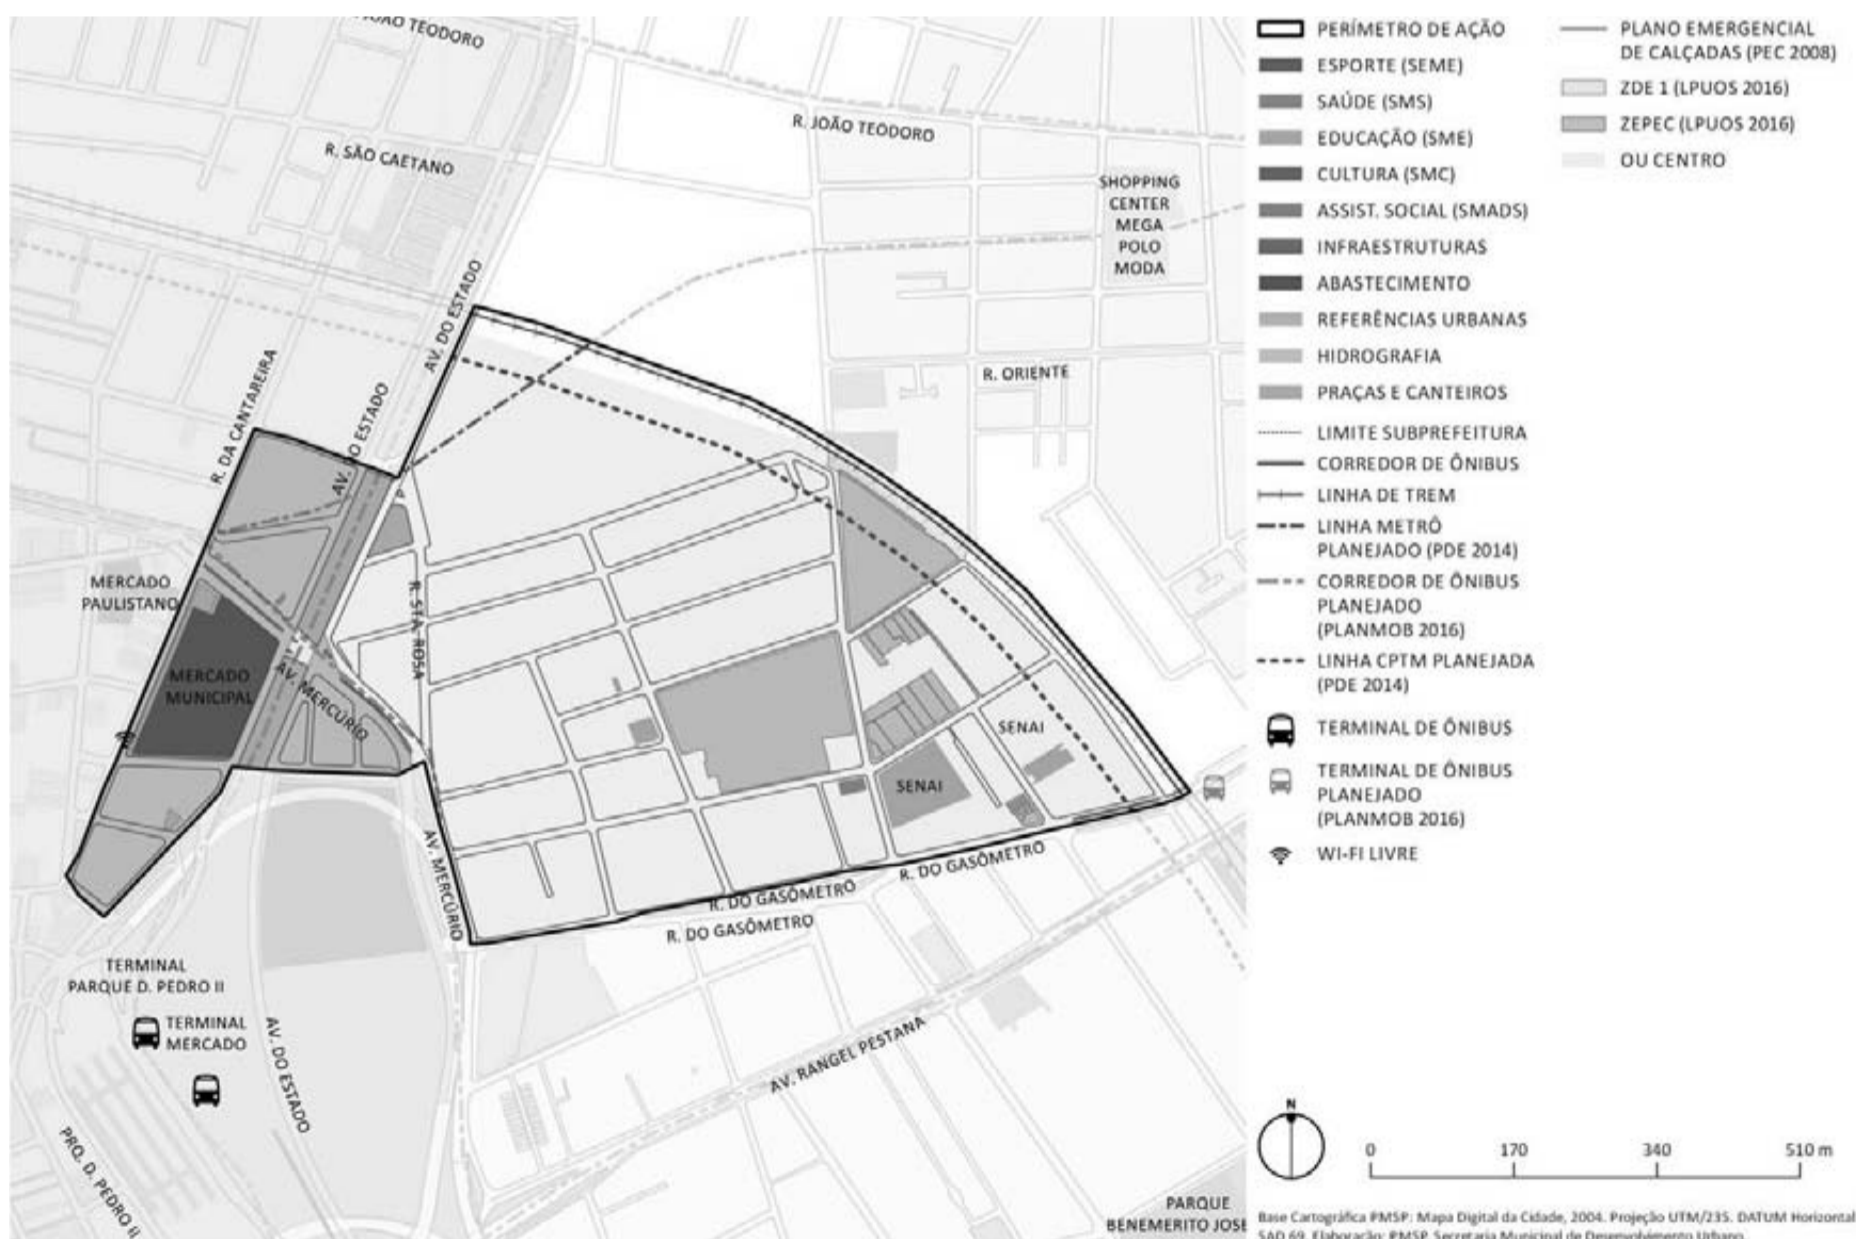 JOÃO TEODORO
R. JOÃO TEODORO
R. SÃO CAETANO
SHOPPING
CENTER
MEGA
POLO
MODA
AV. DO ESTADO
R. DA CANTAREIRA
AV. DO ESTADO
R. ORIENTE
MERCADO
PAULISTANO
R. STA. ROSA
MERCADO
MUNICIPAL
AV. MERCÚRIO
SENAI
SENAI
AV. MERCÚRIO
R. DO GASÔMETRO
R. DO GASÔMETRO
R. DO GASÔMETRO
TERMINAL
PARQUE D. PEDRO II
TERMINAL
MERCADO
AV. DO ESTADO
AV. RANGEL PESTANA
PRQ. D. PEDRO II
PARQUE
BENEMERITO JOSE
PERÍMETRO DE AÇÃO
ESPORTE (SEME)
SAÚDE (SMS)
EDUCAÇÃO (SME)
CULTURA (SMC)
ASSIST. SOCIAL (SMADS)
INFRAESTRUTURAS
ABASTECIMENTO
REFERÊNCIAS URBANAS
HIDROGRAFIA
PRAÇAS E CANTEIROS
LIMITE SUBPREFEITURA
CORREDOR DE ÔNIBUS
LINHA DE TREM
LINHA METRÔ
PLANEJADO (PDE 2014)
CORREDOR DE ÔNIBUS
PLANEJADO
(PLANMOB 2016)
LINHA CPTM PLANEJADA
(PDE 2014)
TERMINAL DE ÔNIBUS
TERMINAL DE ÔNIBUS
PLANEJADO
(PLANMOB 2016)
WI-FI LIVRE
PLANO EMERGENCIAL
DE CALÇADAS (PEC 2008)
ZDE 1 (LPUOS 2016)
ZEPEC (LPUOS 2016)
OU CENTRO
N
0 170 340 510 m
Base Cartográfica PMSP: Mapa Digital da Cidade, 2004. Projeção UTM/23S. DATUM Horizontal
SAD 69. Elaboração: PMSP. Secretaria Municipal de Desenvolvimento Urbano